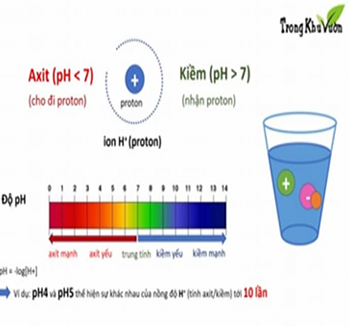 Trong Khu Vườn
Axit (pH < 7)
(cho đi proton)
+
proton
Kiềm (pH > 7)
(nhận proton)
ion H⁺ (proton)
+
Độ pH
0 1 2 3 4 5 6 7 8 9 10 11 12 13 14
axit mạnh axit yếu trung tính kiềm yếu kiềm mạnh
pH = -log[H+]
Ví dụ: pH4 và pH5 thể hiện sự khác nhau của nồng độ H⁺ (tính axit/kiềm) tới 10 lần